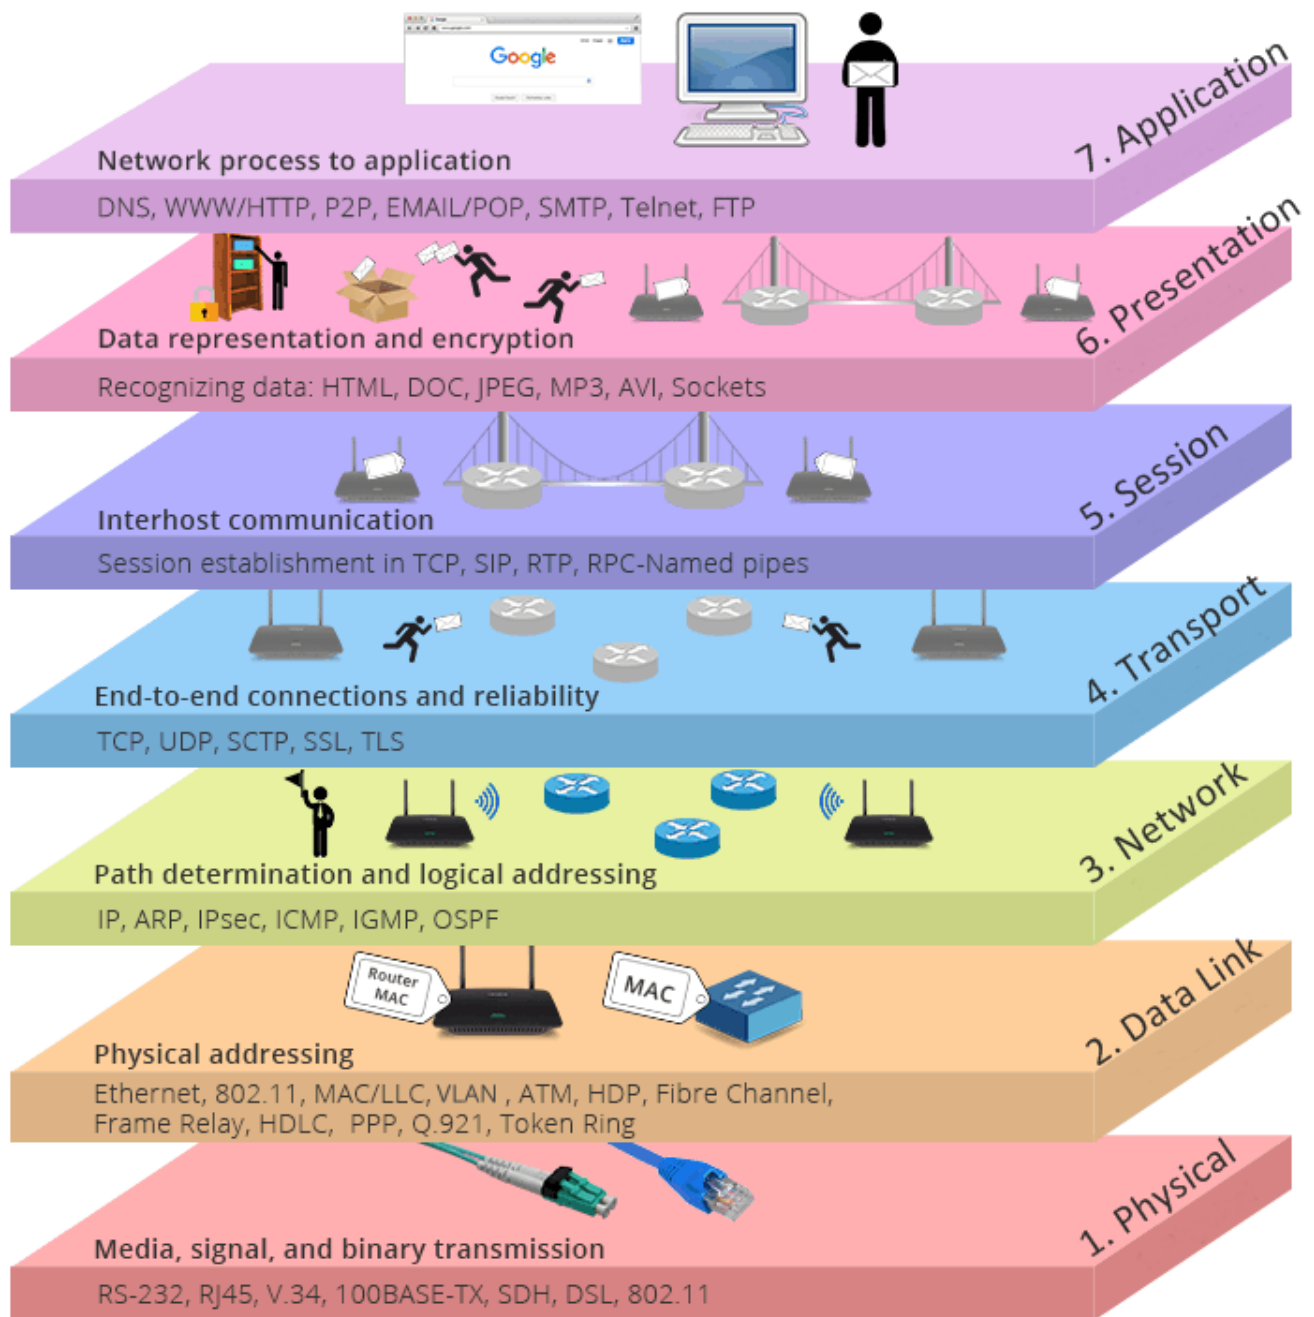 Google
7. Application
Network process to application
DNS, WWW/HTTP, P2P, EMAIL/POP, SMTP, Telnet, FTP
6. Presentation
Data representation and encryption
Recognizing data: HTML, DOC, JPEG, MP3, AVI, Sockets
5. Session
Interhost communication
Session establishment in TCP, SIP, RTP, RPC-Named pipes
4. Transport
End-to-end connections and reliability
TCP, UDP, SCTP, SSL, TLS
3. Network
Path determination and logical addressing
IP, ARP, IPsec, ICMP, IGMP, OSPF
2. Data Link
Router
MAC
MAC
Physical addressing
Ethernet, 802.11, MAC/LLC, VLAN , ATM, HDP, Fibre Channel,
Frame Relay, HDLC, PPP, Q.921, Token Ring
1. Physical
Media, signal, and binary transmission
RS-232, RJ45, V.34, 100BASE-TX, SDH, DSL, 802.11